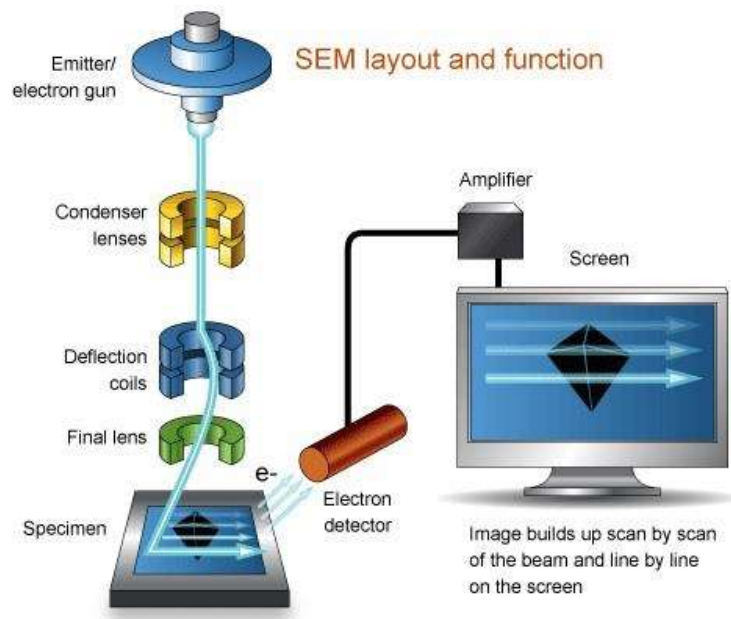 SEM layout and function
Emitter/
electron gun
Condenser
lenses
Amplifier
Screen
Deflection
coils
Final lens
e-
Electron
detector
Specimen
Image builds up scan by scan
of the beam and line by line
on the screen